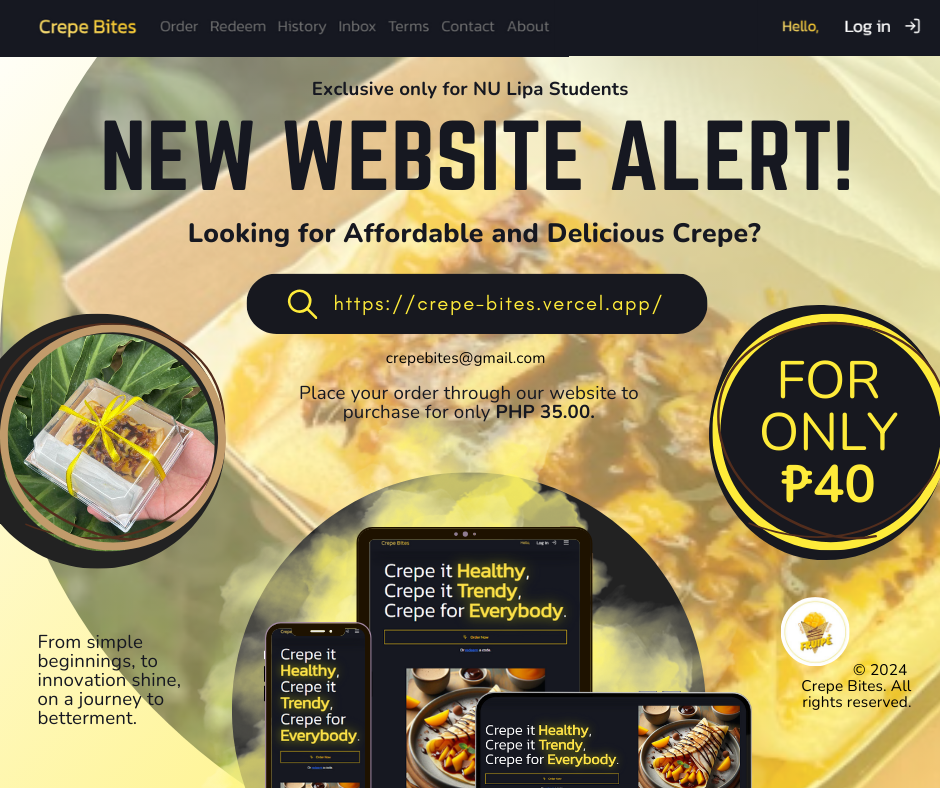 Crepe Bites Order Redeem History Inbox Terms Contact About Hello, Log in
Exclusive only for NU Lipa Students
NEW WEBSITE ALERT!
Looking for Affordable and Delicious Crepe?
https://crepe-bites.vercel.app/
crepebites@gmail.com
Place your order through our website to
purchase for only PHP 35.00.
FOR
ONLY
₱40
Crepe Bites Hello, Log in
Crepe it Healthy,
Crepe it Trendy,
Crepe for Everybody.
Order Now
Crepe it
Healthy,
Crepe it
Trendy,
Crepe for
Everybody.
Order Now
Crepe it Healthy,
Crepe it Trendy,
Crepe for Everybody.
From simple
beginnings, to
innovation shine,
on a journey to
betterment.
© 2024
Crepe Bites. All
rights reserved.